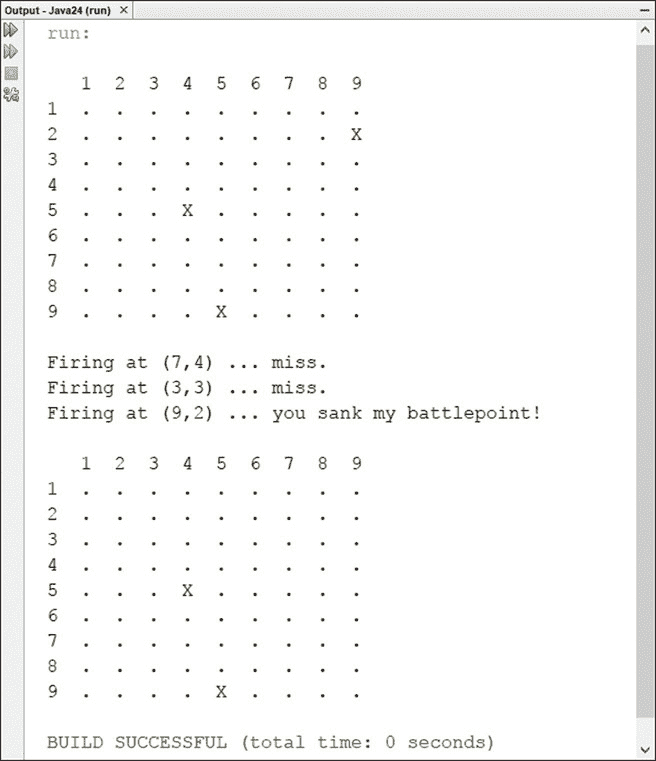 Output - Java24 (run) ×
run:
1 2 3 4 5 6 7 8 9
1 . . . . . . . . .
2 . . . . . . . . X
3 . . . . . . . . .
4 . . . . . . . . .
5 . . . X . . . . .
6 . . . . . . . . .
7 . . . . . . . . .
8 . . . . . . . . .
9 . . . . X . . . .
Firing at (7,4) ... miss.
Firing at (3,3) ... miss.
Firing at (9,2) ... you sank my battlepoint!
1 2 3 4 5 6 7 8 9
1 . . . . . . . . .
2 . . . . . . . . .
3 . . . . . . . . .
4 . . . . . . . . .
5 . . . X . . . . .
6 . . . . . . . . .
7 . . . . . . . . .
8 . . . . . . . . .
9 . . . . X . . . .
BUILD SUCCESSFUL (total time: 0 seconds)